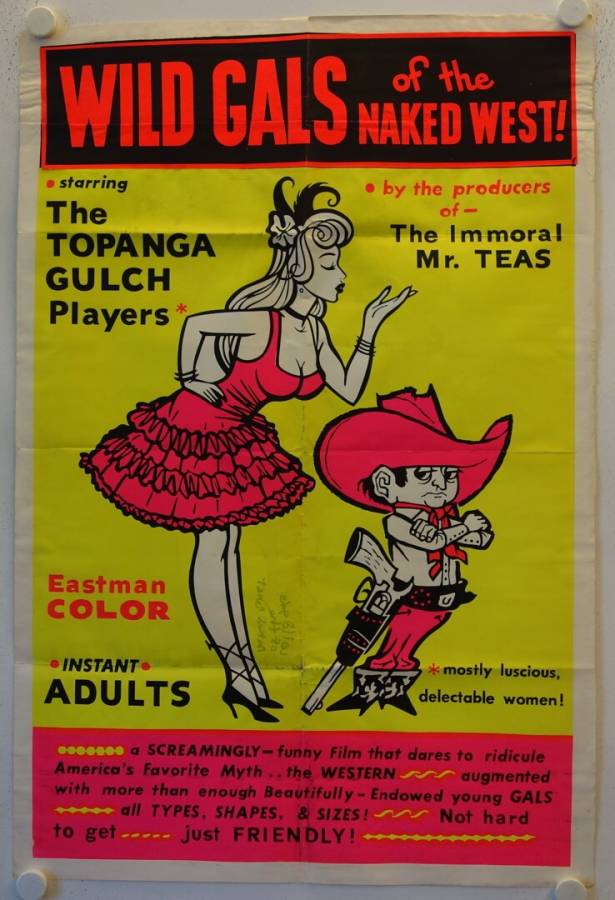 WILD GALS of the
NAKED WEST!
• starring
The
TOPANGA
GULCH
Players*
• by the producers
of —
The Immoral
Mr. TEAS
Eastman
COLOR
• INSTANT •
ADULTS
*mostly luscious,
delectable women!
a SCREAMINGLY-funny Film that dares to ridicule
America's Favorite Myth .. the WESTERN augmented
with more than enough Beautifully-Endowed young GALS
all TYPES, SHAPES, & SIZES! Not hard
to get ----- just FRIENDLY!